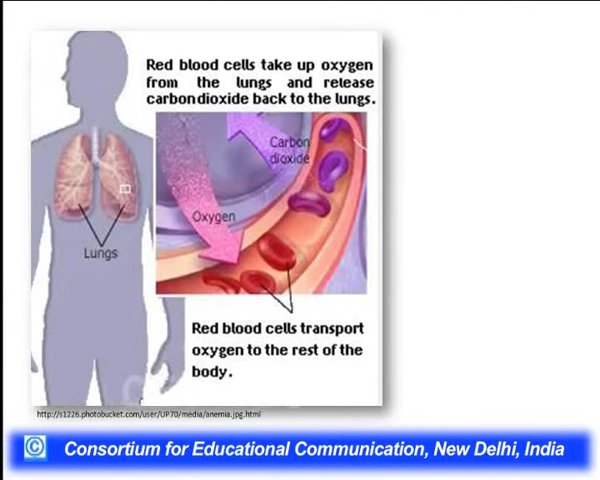 Red blood cells take up oxygen
from the lungs and release
carbondioxide back to the lungs.
Carbon
dioxide
Oxygen
Lungs
Red blood cells transport
oxygen to the rest of the
body.
http://s1226.photobucket.com/user/UP70/media/anemia.jpg.html
© Consortium for Educational Communication, New Delhi, India